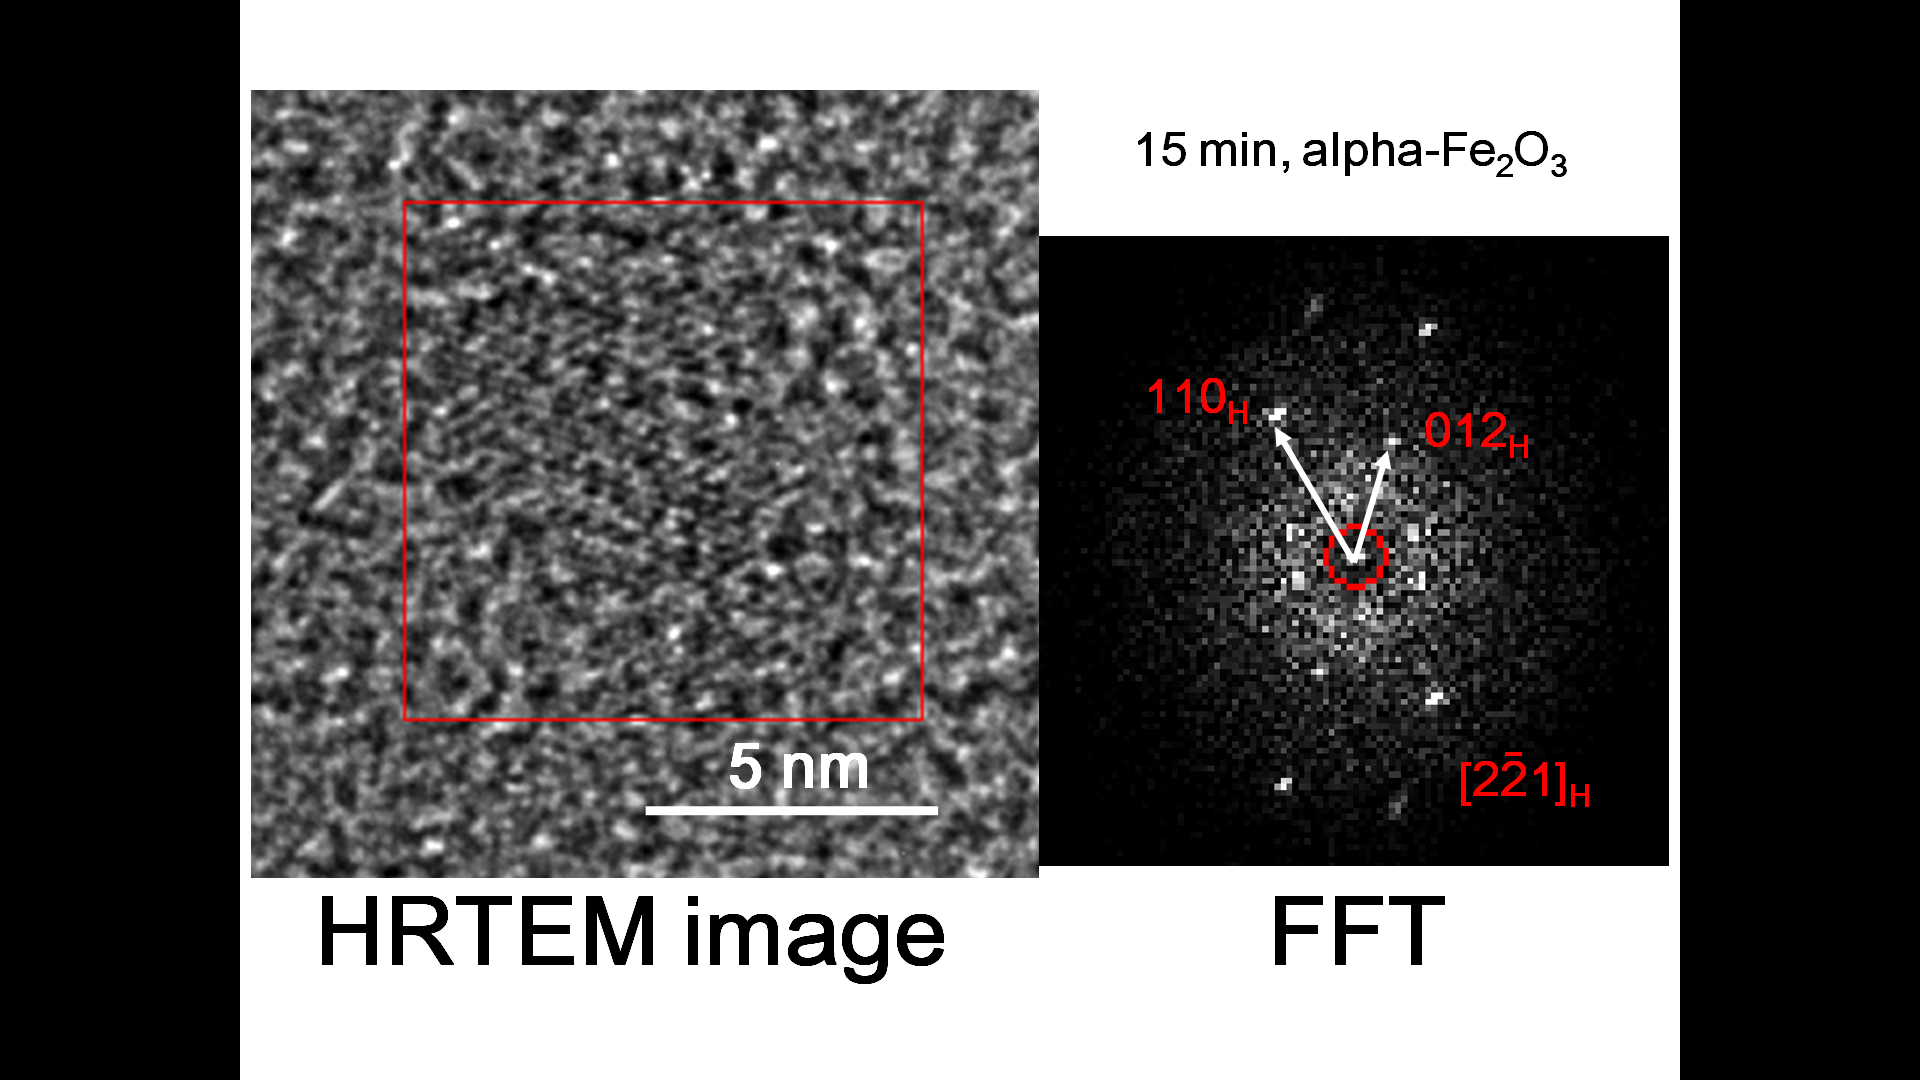 15 min, alpha-Fe₂O₃
110H
012H
5 nm
[22̄1]H
HRTEM image
FFT